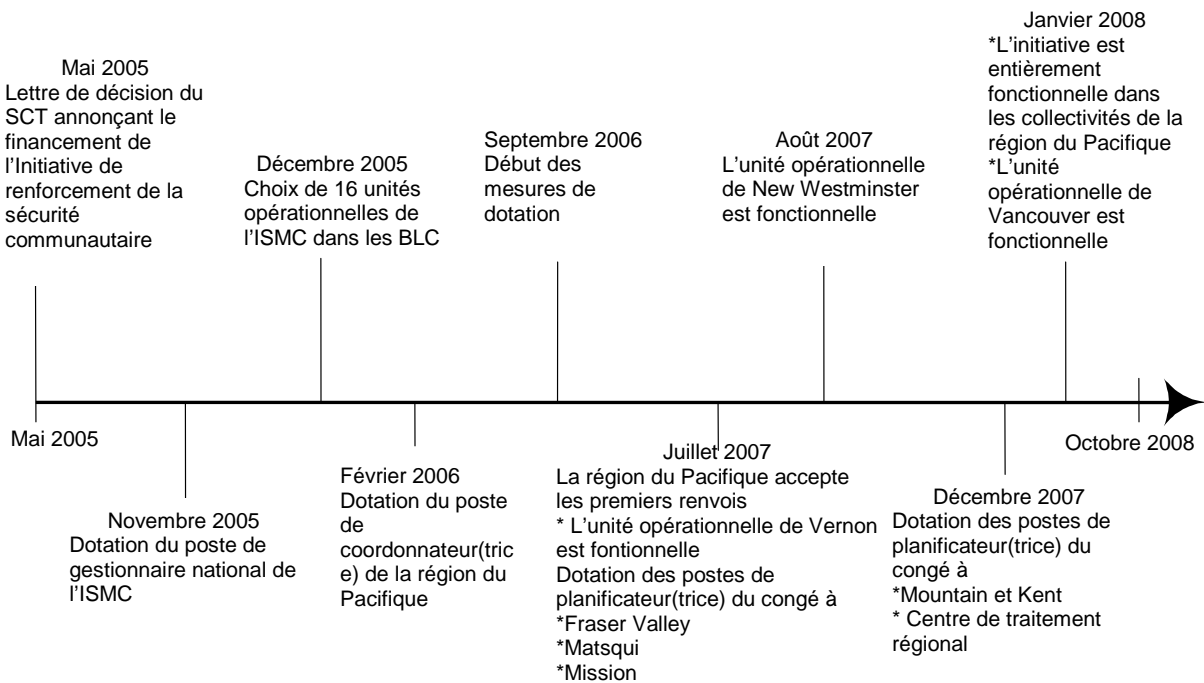 Mai 2005
Lettre de décision du
SCT annonçant le
financement de
l'Initiative de
renforcement de la
sécurité
communautaire
Décembre 2005
Choix de 16 unités
opérationnelles de
l'ISMC dans les BLC
Septembre 2006
Début des
mesures de
dotation
Août 2007
L'unité opérationnelle
de New Westminster
est fonctionnelle
Janvier 2008
*L'initiative est
entièrement
fonctionnelle dans
les collectivités de la
région du Pacifique
*L'unité
opérationnelle de
Vancouver est
fonctionnelle
Mai 2005
Octobre 2008
Novembre 2005
Dotation du poste de
gestionnaire national de
l'ISMC
Février 2006
Dotation du poste
de
coordonnateur(tric
e) de la région du
Pacifique
Juillet 2007
La région du Pacifique accepte
les premiers renvois
* L'unité opérationnelle de Vernon
est fontionnelle
Dotation des postes de
planificateur(trice) du congé à
*Fraser Valley
*Matsqui
*Mission
Décembre 2007
Dotation des postes de
planificateur(trice) du
congé à
*Mountain et Kent
* Centre de traitement
régional